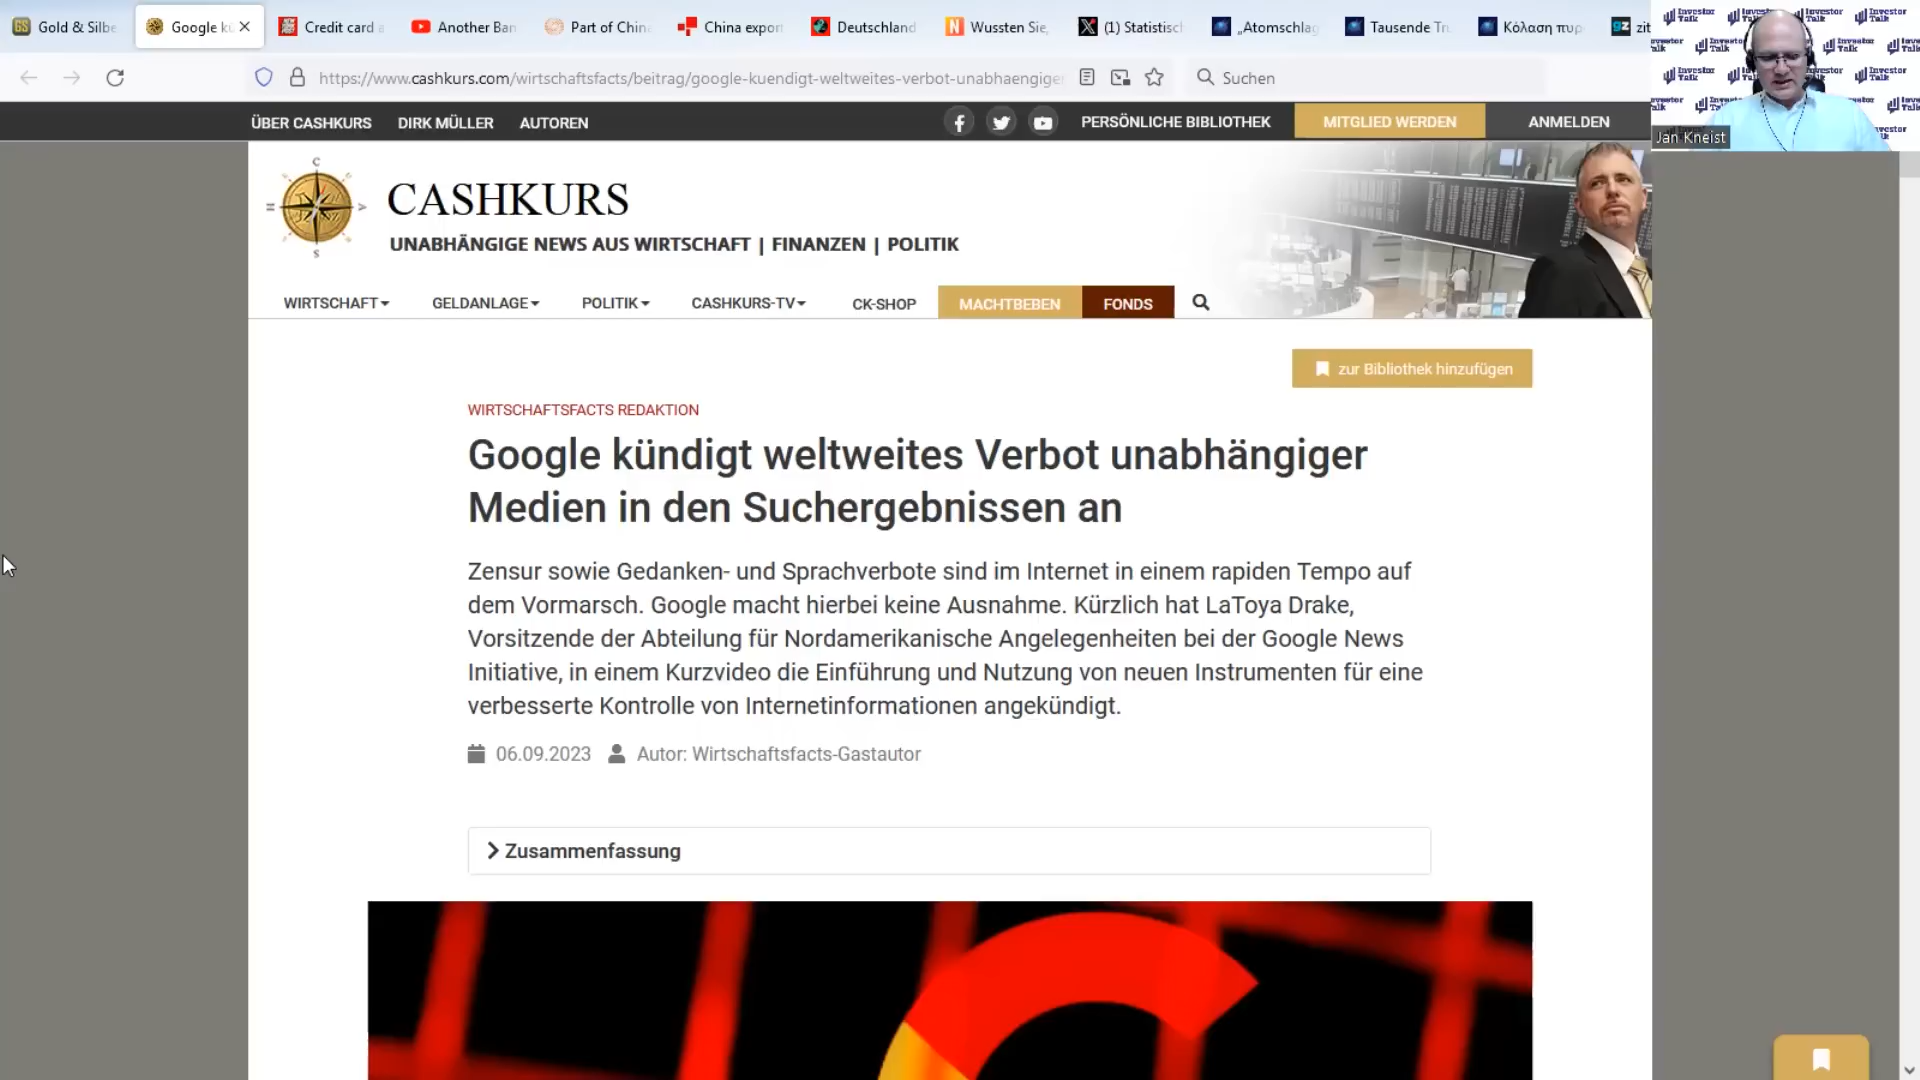 Gold & Silbe
Google kü
Credit card a
Another Ban
Part of China
China export
Deutschland
Wussten Sie,
(1) Statistisch
„Atomschlag
Tausende Tru
Κόλαση πυρ
zit
https://www.cashkurs.com/wirtschaftsfacts/beitrag/google-kuendigt-weltweites-verbot-unabhaengige
Suchen
Jan Kneist
ÜBER CASHKURS
DIRK MÜLLER
AUTOREN
PERSÖNLICHE BIBLIOTHEK
MITGLIED WERDEN
ANMELDEN
CASHKURS
UNABHÄNGIGE NEWS AUS WIRTSCHAFT | FINANZEN | POLITIK
WIRTSCHAFT
GELDANLAGE
POLITIK
CASHKURS-TV
CK-SHOP
MACHTBEBEN
FONDS
zur Bibliothek hinzufügen
WIRTSCHAFTSFACTS REDAKTION
Google kündigt weltweites Verbot unabhängiger
Medien in den Suchergebnissen an
Zensur sowie Gedanken- und Sprachverbote sind im Internet in einem rapiden Tempo auf
dem Vormarsch. Google macht hierbei keine Ausnahme. Kürzlich hat LaToya Drake,
Vorsitzende der Abteilung für Nordamerikanische Angelegenheiten bei der Google News
Initiative, in einem Kurzvideo die Einführung und Nutzung von neuen Instrumenten für eine
verbesserte Kontrolle von Internetinformationen angekündigt.
06.09.2023 Autor: Wirtschaftsfacts-Gastautor
Zusammenfassung